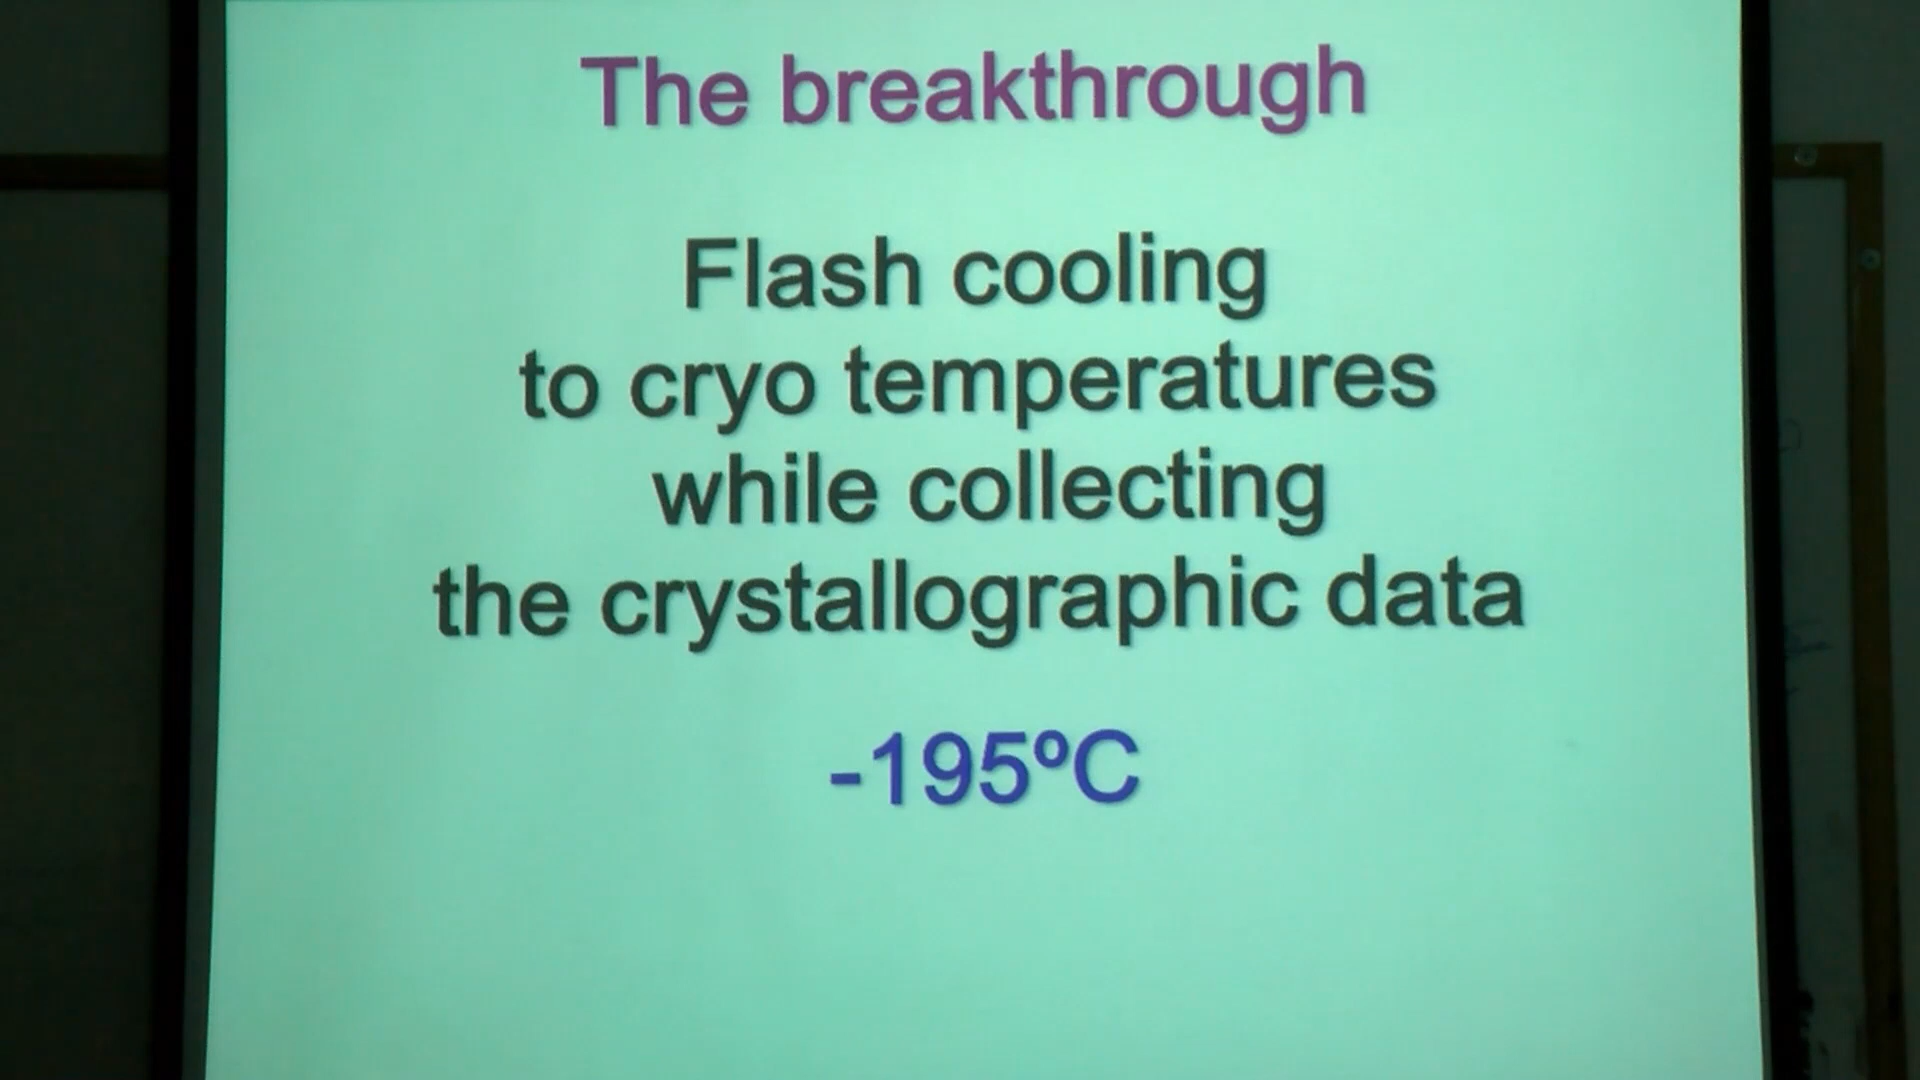 The breakthrough
Flash cooling
to cryo temperatures
while collecting
the crystallographic data
-195ºC